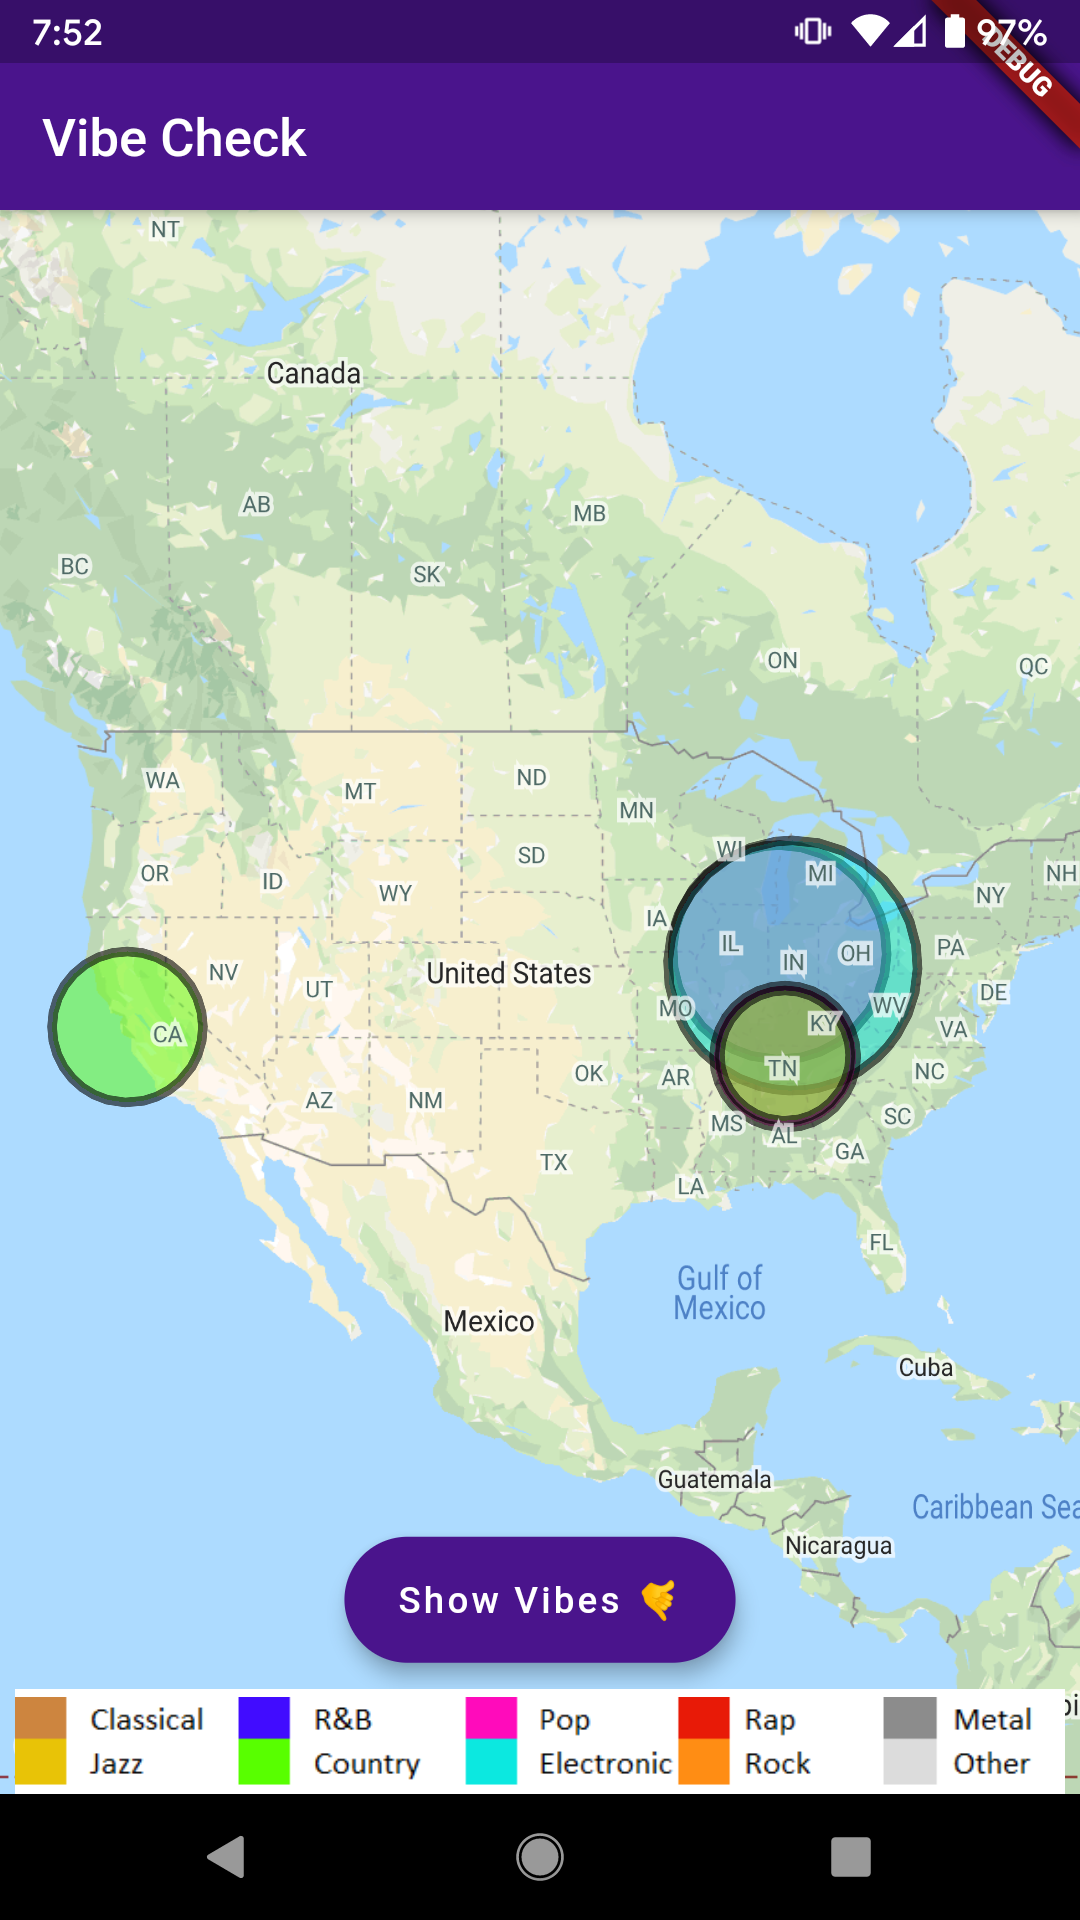 7:52
97%
DEBUG
Vibe Check
NT
Canada
AB
MB
BC
SK
ON
QC
WA
MT
ND
MN
OR
ID
WY
SD
WI
MI
NY
NH
IA
IL
IN
OH
PA
NV
UT
United States
MO
KY
WV
DE
VA
CA
AZ
NM
OK
AR
TN
NC
MS
AL
SC
GA
TX
LA
FL
Gulf of
Mexico
Mexico
Cuba
Guatemala
Caribbean Sea
Nicaragua
Show Vibes 🤙
Classical R&B Pop Rap Metal
Jazz Country Electronic Rock Other